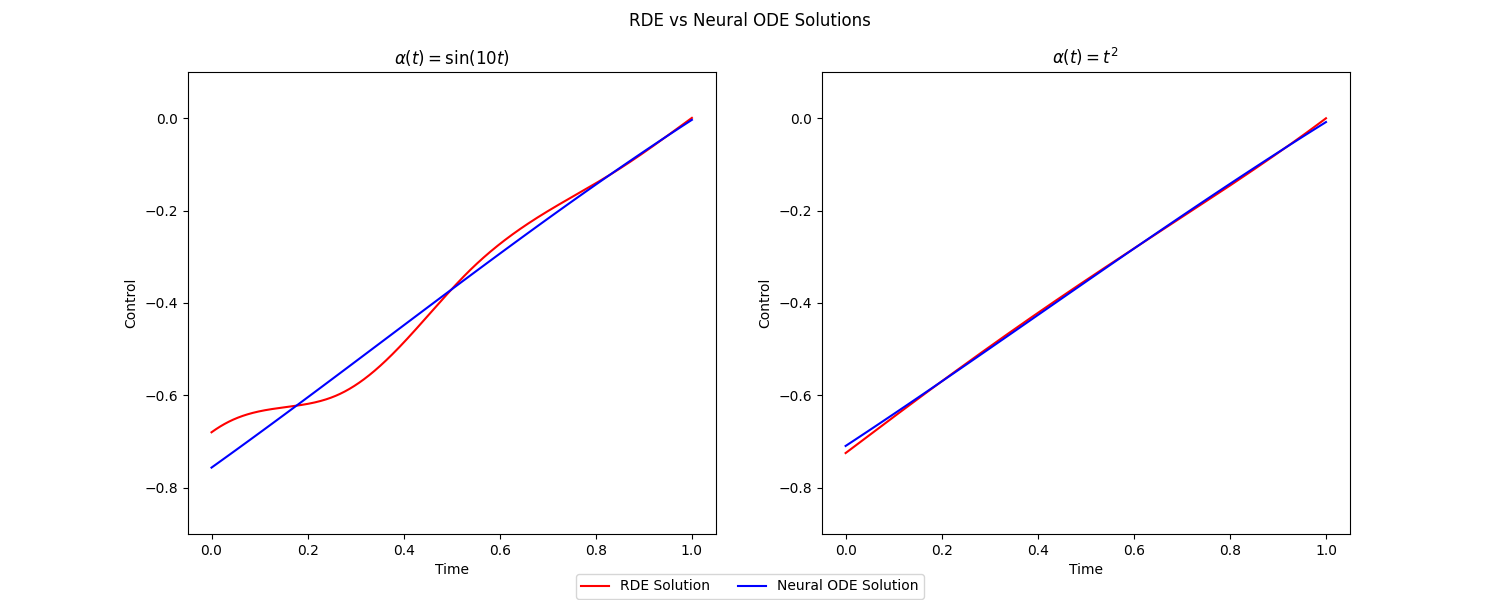 RDE vs Neural ODE Solutions
α(t) = sin(10t)
0.0
−0.2
−0.4
−0.6
−0.8
Control
0.0 0.2 0.4 0.6 0.8 1.0
Time
α(t) = t²
0.0
−0.2
−0.4
−0.6
−0.8
Control
0.0 0.2 0.4 0.6 0.8 1.0
Time
RDE Solution Neural ODE Solution